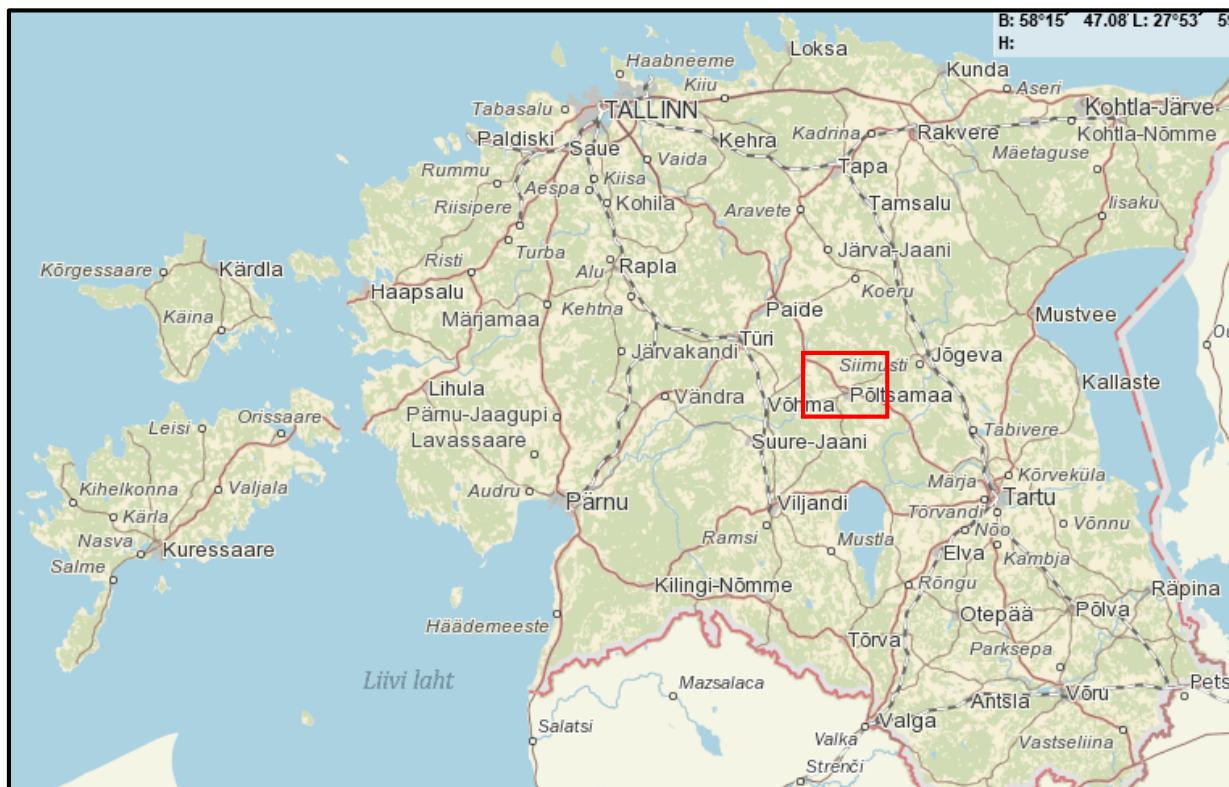 B: 58°15´ 47.08 L: 27°53´
H:
Loksa
Haabneeme
Kunda
Kiiu
Aseri
Tabasalu
TALLINN
Kohtla-Järve
Paldiski
Kehra
Kadrina
Rakvere
Kohtla-Nõmme
Saue
Vaida
Tapa
Mäetaguse
Rummu
Kiisa
Aespa
Kohila
Tamsalu
Riisipere
Aravete
Iisaku
Turba
Järva-Jaani
Kõrgessaare
Kärdla
Risti
Alu
Rapla
Koeru
Haapsalu
Kehtna
Paide
Käina
Märjamaa
Mustvee
Türi
Järvakandi
Jõgeva
Siimusti
Lihula
Kallaste
Põltsamaa
Vändra
Võhma
Orissaare
Pärnu-Jaagupi
Leisi
Lavassaare
Suure-Jaani
Tabivere
Kihelkonna
Valjala
Audru
Kõrveküla
Märja
Pärnu
Tartu
Kärla
Viljandi
Tõrvandi
Võnnu
Nasva
Kuressaare
Ramsi
Mustla
Nõo
Elva
Kambja
Salme
Kilingi-Nõmme
Rõngu
Räpina
Häädemeeste
Otepää
Põlva
Tõrva
Parksepa
Liivi laht
Mazsalaca
Antsla
Võru
Pets
Salatsi
Valka
Valga
Vastseliina
Strenči